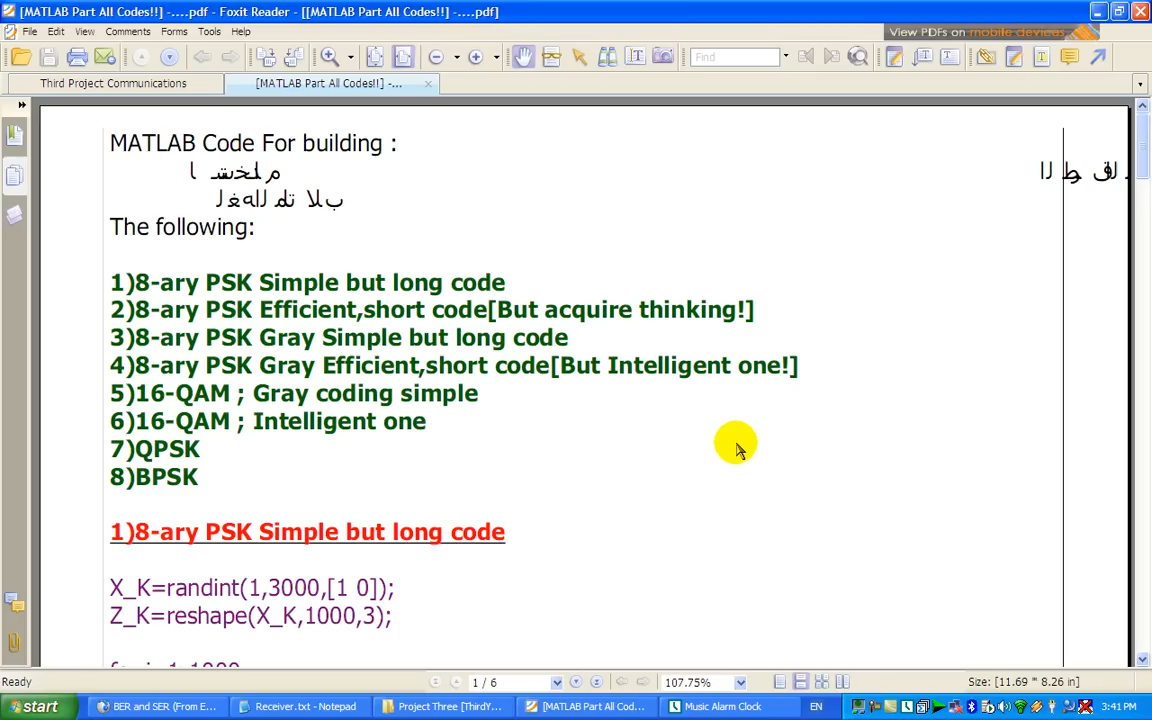 [MATLAB Part All Codes!!] -....pdf - Foxit Reader - [[MATLAB Part All Codes!!] -....pdf]
File Edit View Comments Forms Tools Help
View PDFs on mobile devices
Find
Third Project Communications
[MATLAB Part All Codes!!] -...
MATLAB Code For building :
The following:
1)8-ary PSK Simple but long code
2)8-ary PSK Efficient,short code[But acquire thinking!]
3)8-ary PSK Gray Simple but long code
4)8-ary PSK Gray Efficient,short code[But Intelligent one!]
5)16-QAM ; Gray coding simple
6)16-QAM ; Intelligent one
7)QPSK
8)BPSK
1)8-ary PSK Simple but long code
X_K=randint(1,3000,[1 0]);
Z_K=reshape(X_K,1000,3);
Ready
1 / 6
107.75%
Size: [11.69 * 8.26 in]
start
BER and SER (From E...
Receiver.txt - Notepad
Project Three [ThirdY...
[MATLAB Part All Cod...
Music Alarm Clock
EN
3:41 PM